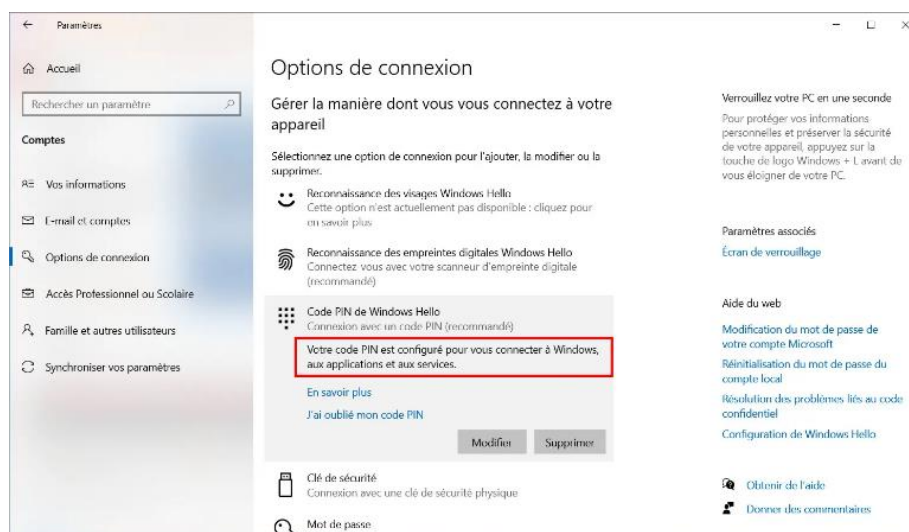 Paramètres
Accueil
Rechercher un paramètre
Comptes
Vos informations
E-mail et comptes
Options de connexion
Accès Professionnel ou Scolaire
Famille et autres utilisateurs
Synchroniser vos paramètres
Options de connexion
Gérer la manière dont vous vous connectez à votre
appareil
Sélectionnez une option de connexion pour l'ajouter, la modifier ou la
supprimer.
Reconnaissance des visages Windows Hello
Cette option n'est actuellement pas disponible : cliquez pour
en savoir plus
Reconnaissance des empreintes digitales Windows Hello
Connectez-vous avec votre scanneur d'empreinte digitale
(recommandé)
Code PIN de Windows Hello
Connexion avec un code PIN (recommandé)
Votre code PIN est configuré pour vous connecter à Windows,
aux applications et aux services.
En savoir plus
J'ai oublié mon code PIN
Modifier
Supprimer
Clé de sécurité
Connexion avec une clé de sécurité physique
Mot de passe
Verrouillez votre PC en une seconde
Pour protéger vos informations
personnelles et préserver la sécurité
de votre appareil, appuyez sur la
touche de logo Windows + L avant de
vous éloigner de votre PC.
Paramètres associés
Écran de verrouillage
Aide du web
Modification du mot de passe de
votre compte Microsoft
Réinitialisation du mot de passe du
compte local
Résolution des problèmes liés au code
confidentiel
Configuration de Windows Hello
Obtenir de l'aide
Donner des commentaires